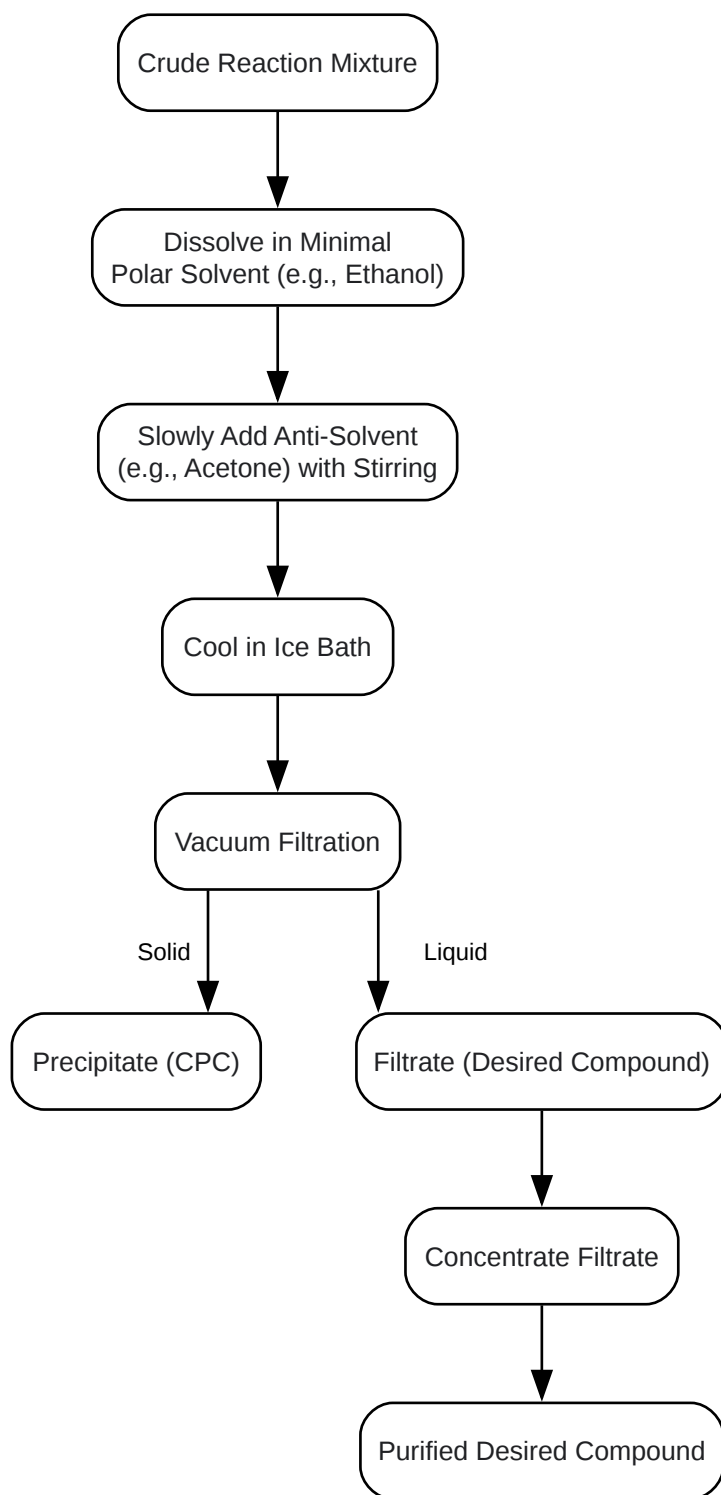 Crude Reaction Mixture
Dissolve in Minimal
Polar Solvent (e.g., Ethanol)
Slowly Add Anti-Solvent
(e.g., Acetone) with Stirring
Cool in Ice Bath
Vacuum Filtration
Solid
Liquid
Precipitate (CPC)
Filtrate (Desired Compound)
Concentrate Filtrate
Purified Desired Compound